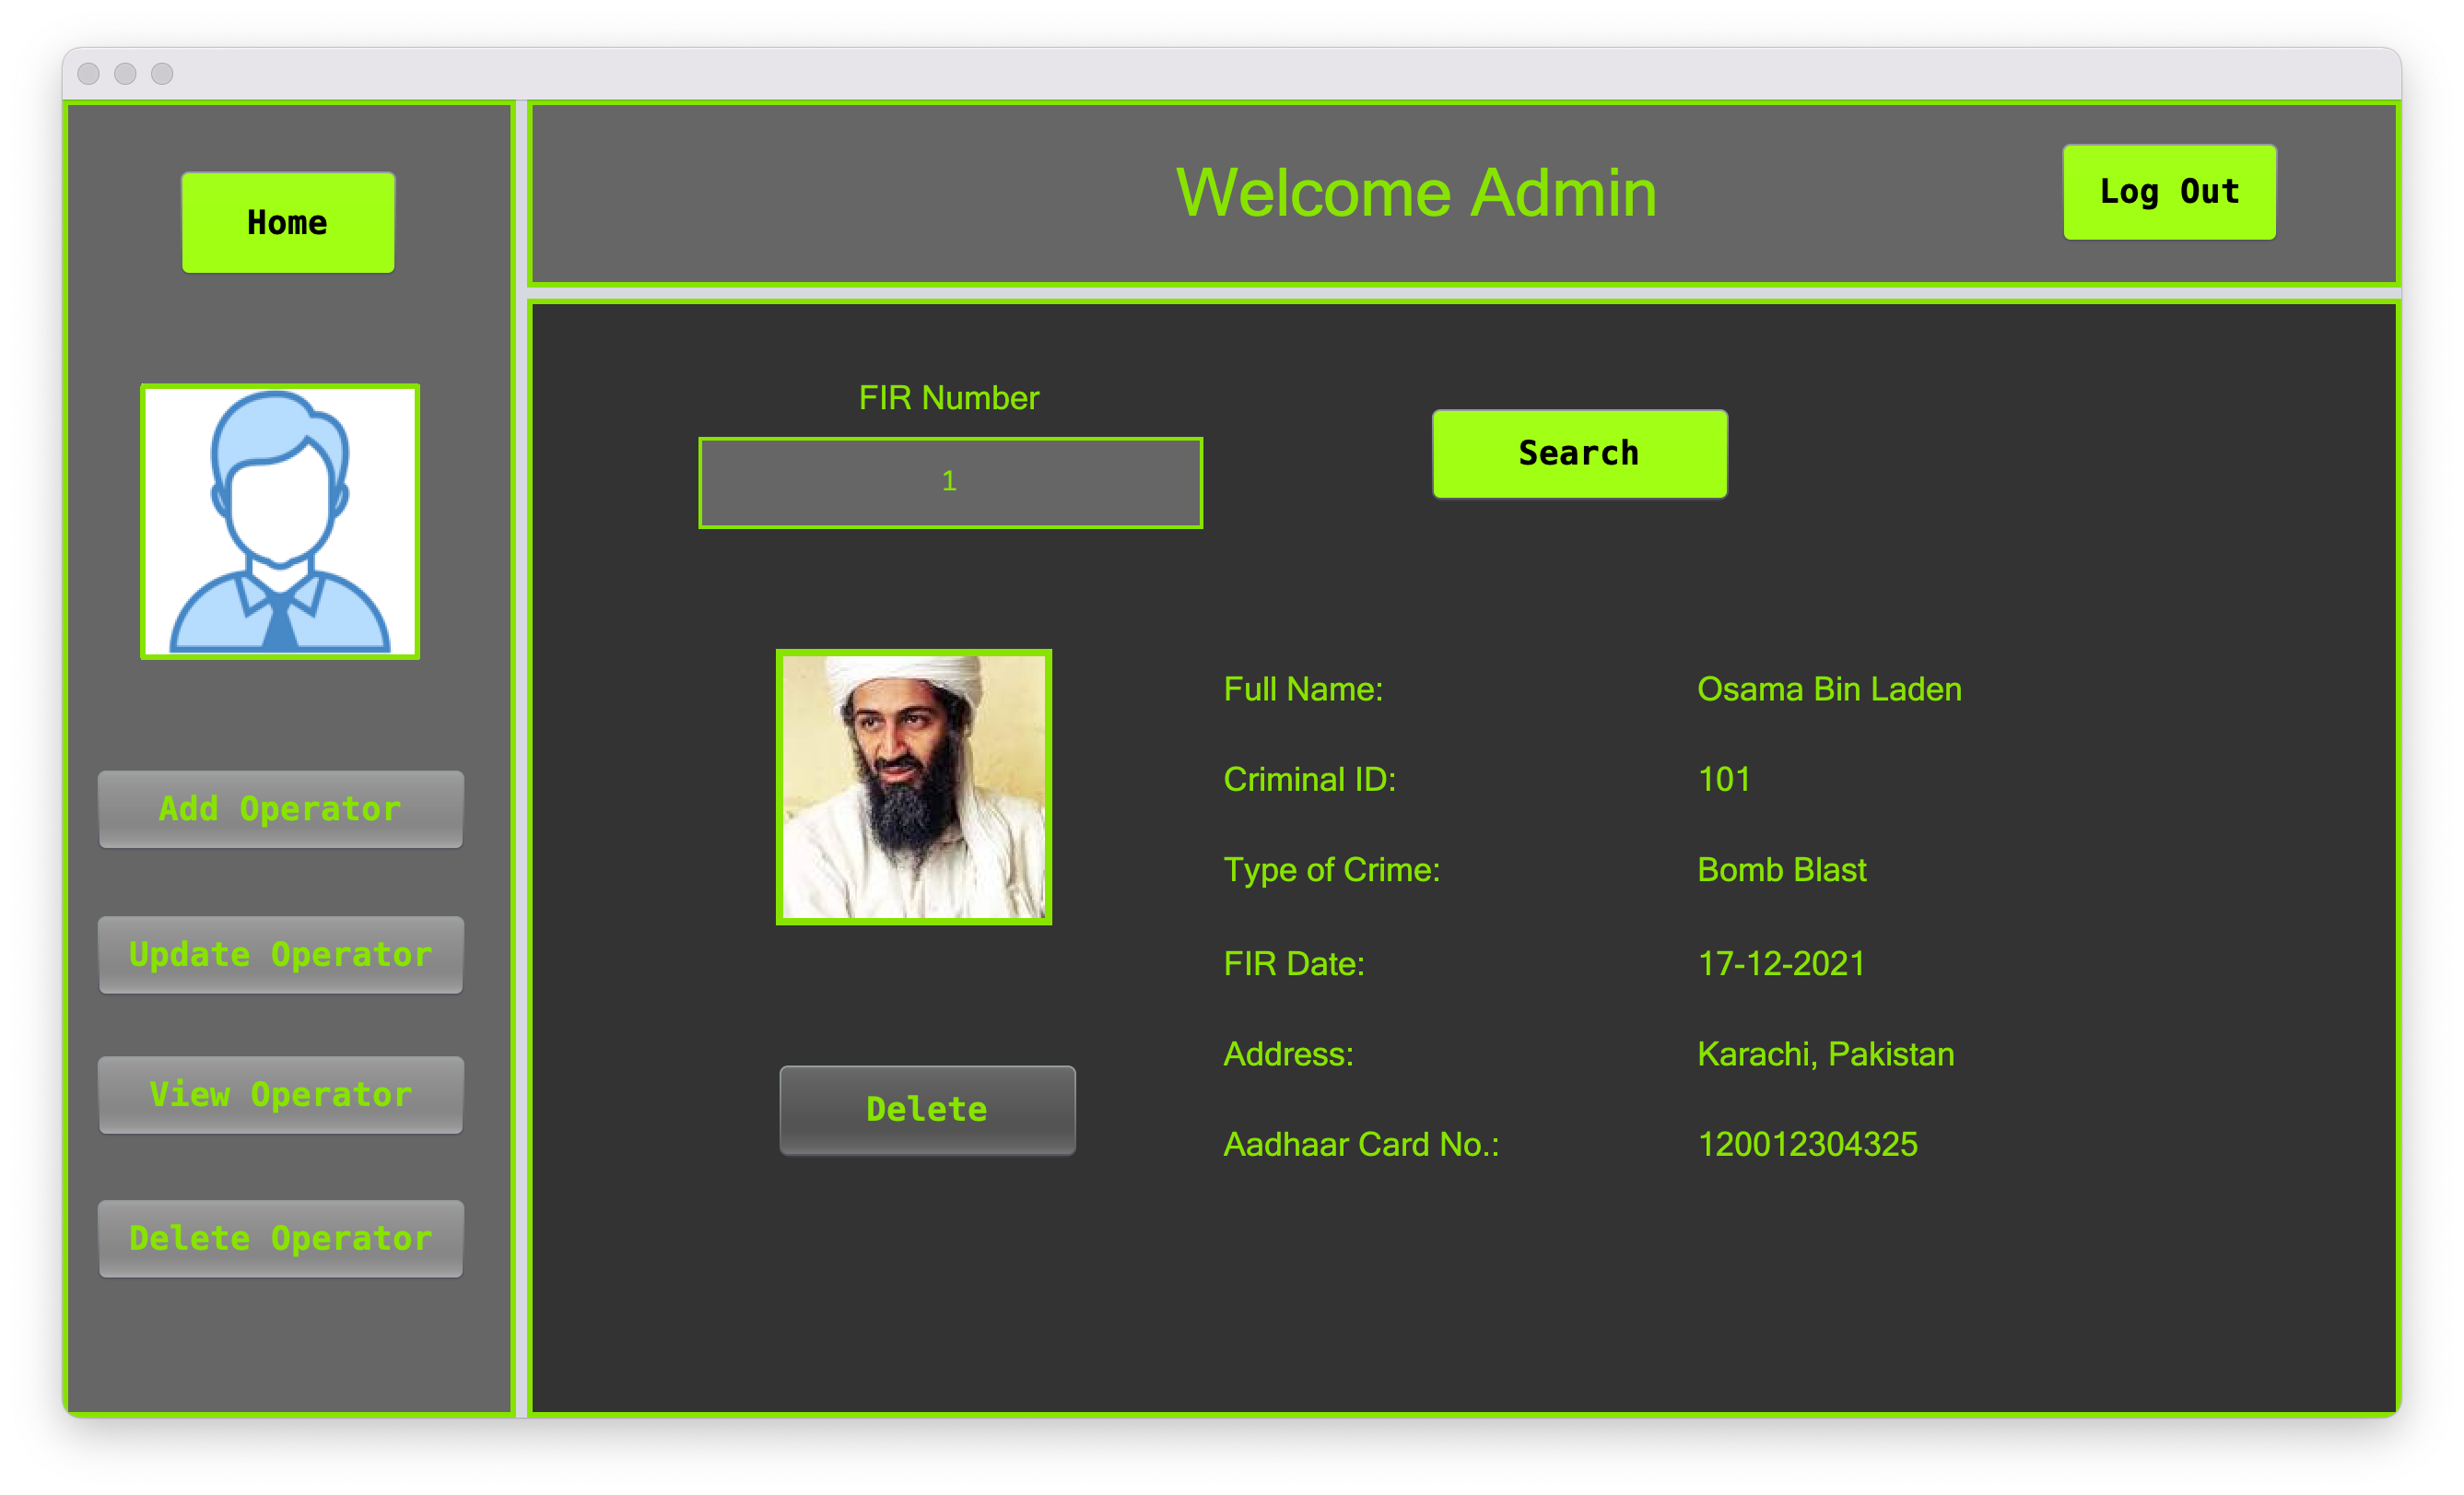 Home
Welcome Admin
Log Out
FIR Number
1
Search
Full Name: Osama Bin Laden
Criminal ID: 101
Type of Crime: Bomb Blast
FIR Date: 17-12-2021
Address: Karachi, Pakistan
Aadhaar Card No.: 120012304325
Delete
Add Operator
Update Operator
View Operator
Delete Operator